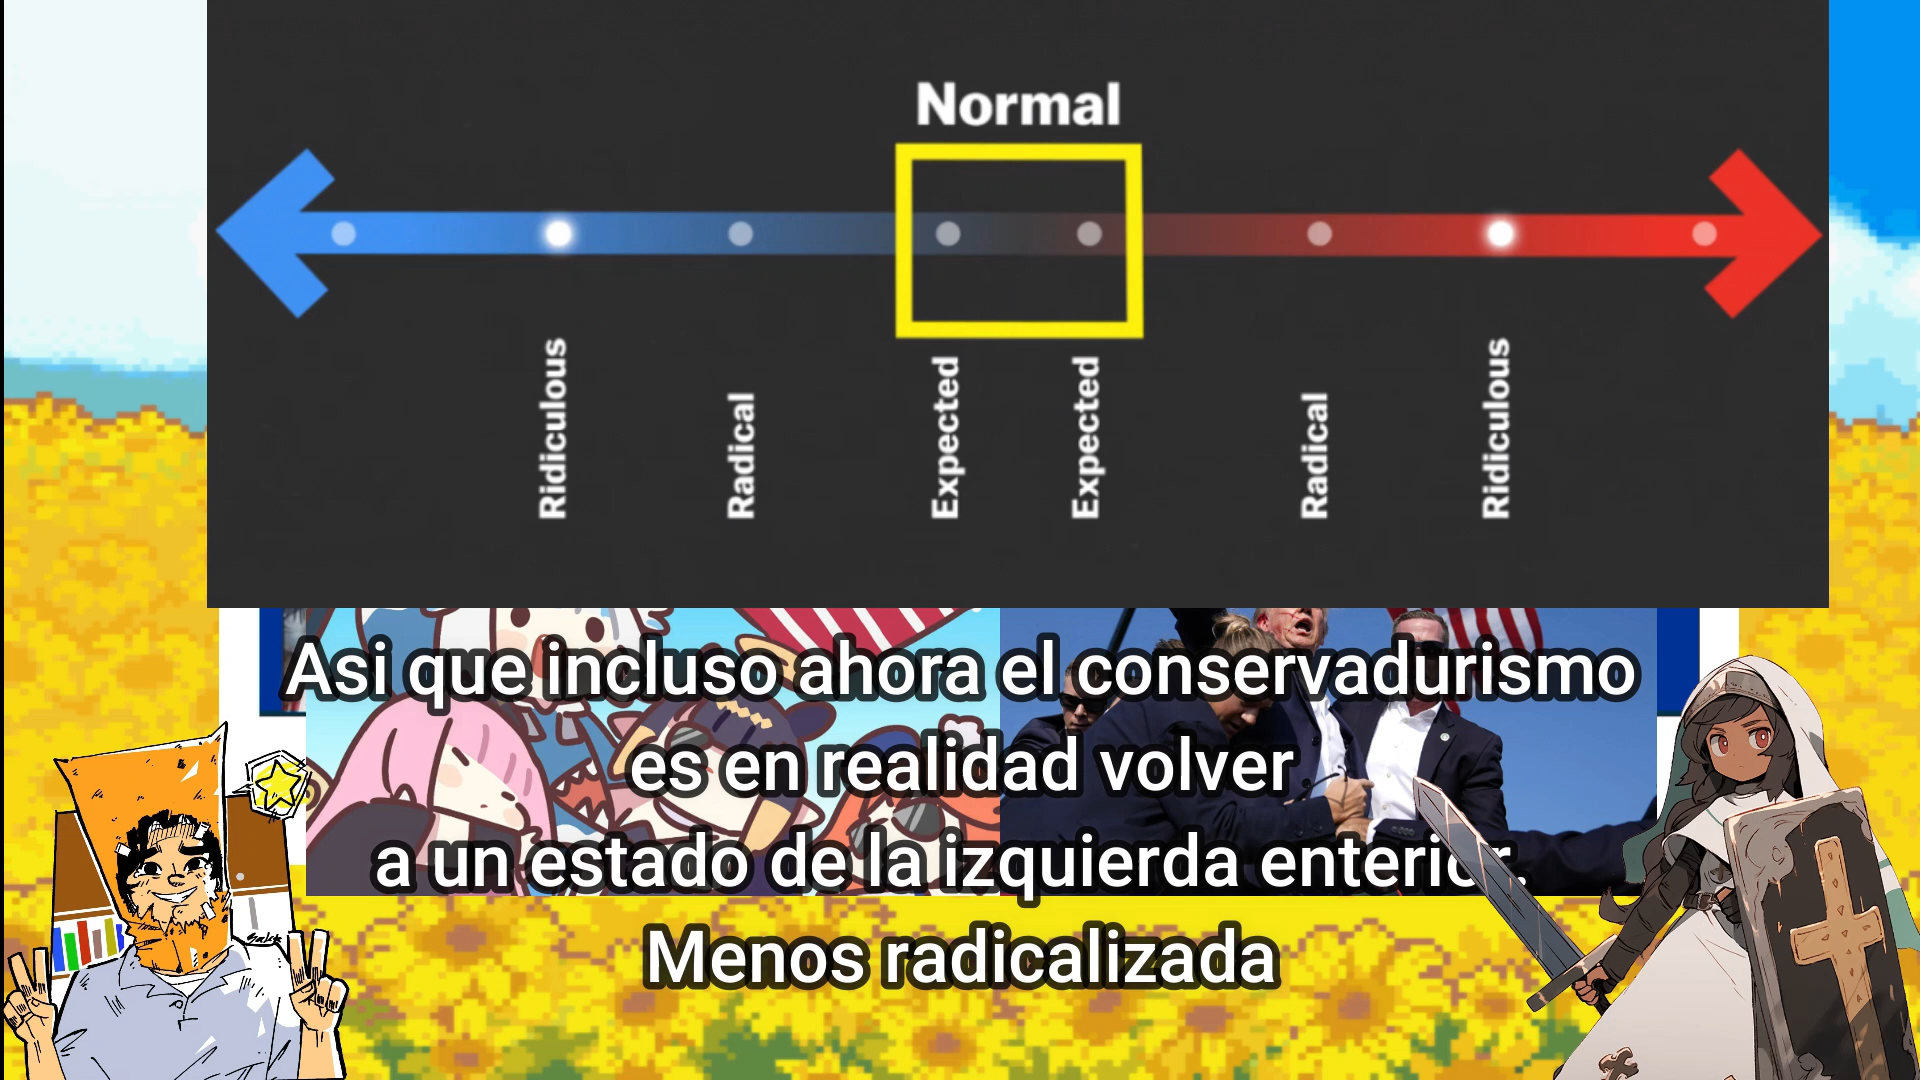 Normal
Ridiculous
Radical
Expected
Expected
Radical
Ridiculous
Asi que incluso ahora el conservadurismo
es en realidad volver
a un estado de la izquierda enterior.
Menos radicalizada